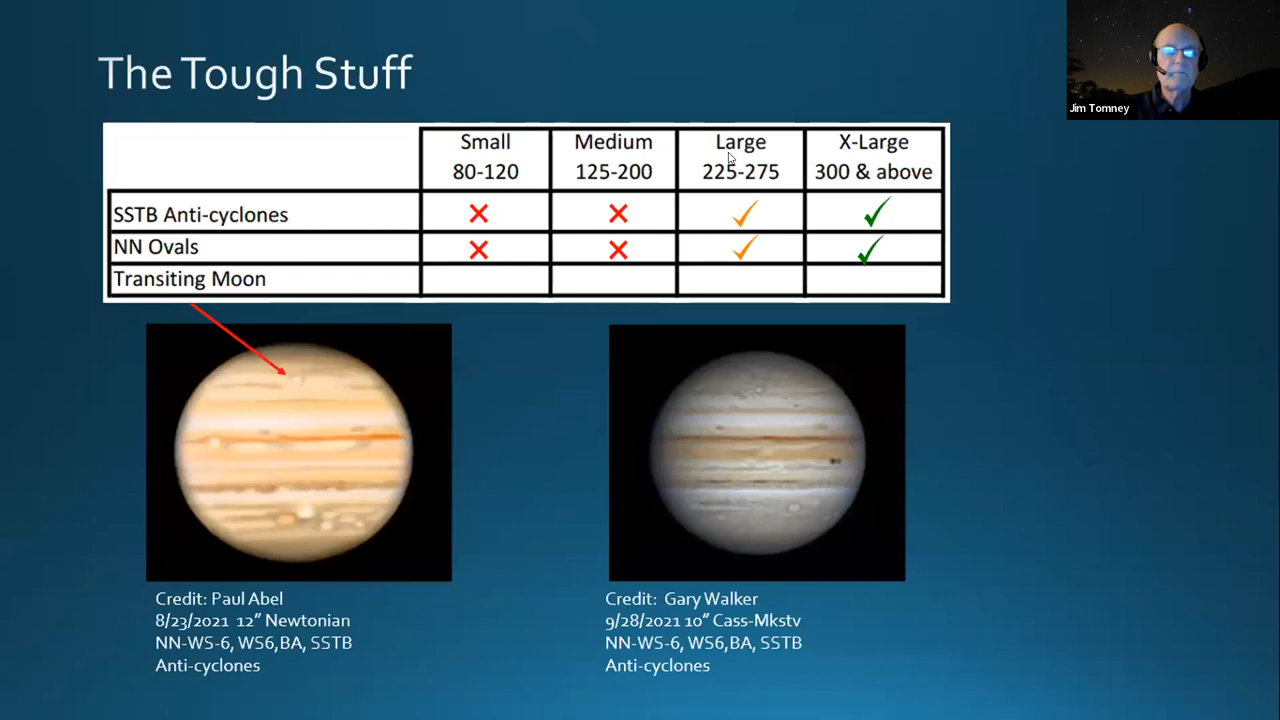 The Tough Stuff
Jim Tomney
Small Medium Large X-Large
80-120 125-200 225-275 300 & above
SSTB Anti-cyclones
NN Ovals
Transiting Moon
Credit: Paul Abel
8/23/2021 12” Newtonian
NN-WS-6, WS6,BA, SSTB
Anti-cyclones
Credit: Gary Walker
9/28/2021 10” Cass-Mkstv
NN-WS-6, WS6,BA, SSTB
Anti-cyclones